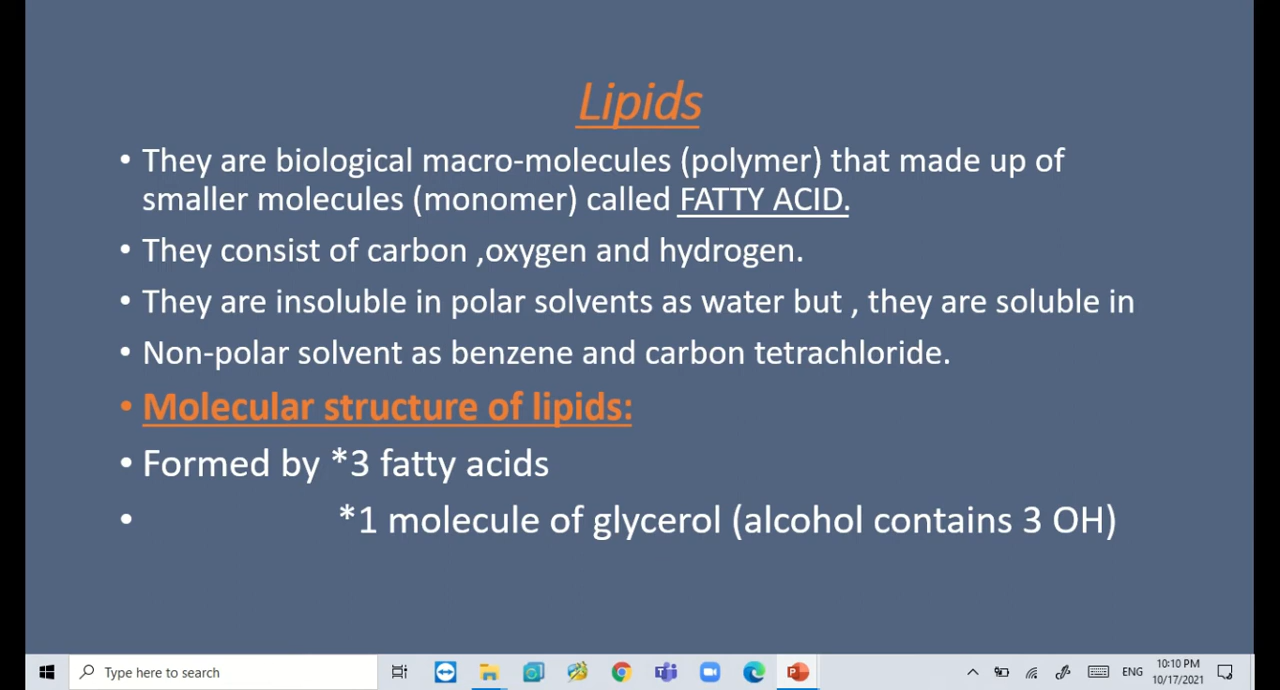 Lipids
• They are biological macro-molecules (polymer) that made up of
smaller molecules (monomer) called FATTY ACID.
• They consist of carbon ,oxygen and hydrogen.
• They are insoluble in polar solvents as water but , they are soluble in
• Non-polar solvent as benzene and carbon tetrachloride.
• Molecular structure of lipids:
• Formed by *3 fatty acids
• *1 molecule of glycerol (alcohol contains 3 OH)
Type here to search
ENG
10:10 PM
10/17/2021